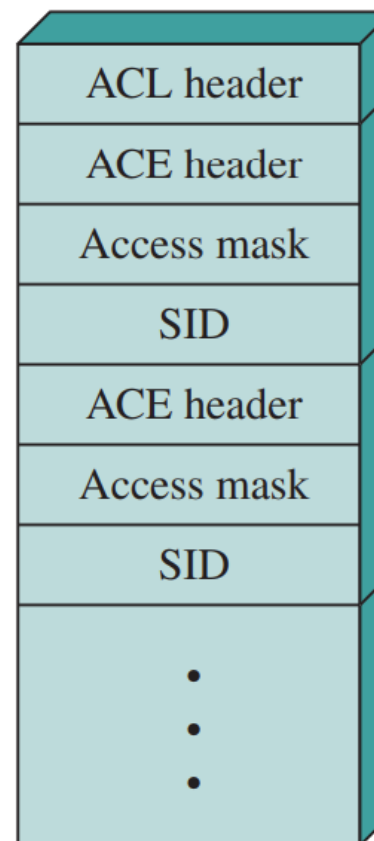 ACL header
ACE header
Access mask
SID
ACE header
Access mask
SID
•
•
•